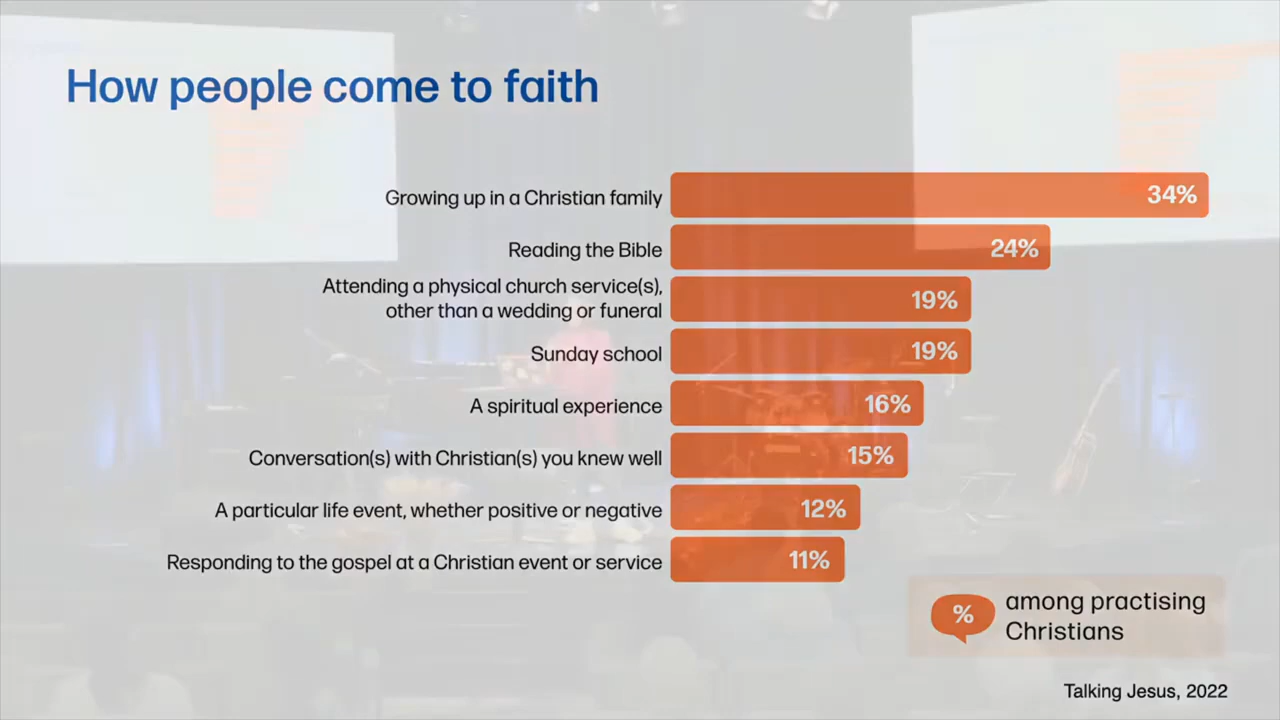 How people come to faith
Growing up in a Christian family
34%
Reading the Bible
24%
Attending a physical church service(s),
other than a wedding or funeral
19%
Sunday school
19%
A spiritual experience
16%
Conversation(s) with Christian(s) you knew well
15%
A particular life event, whether positive or negative
12%
Responding to the gospel at a Christian event or service
11%
%
among practising
Christians
Talking Jesus, 2022